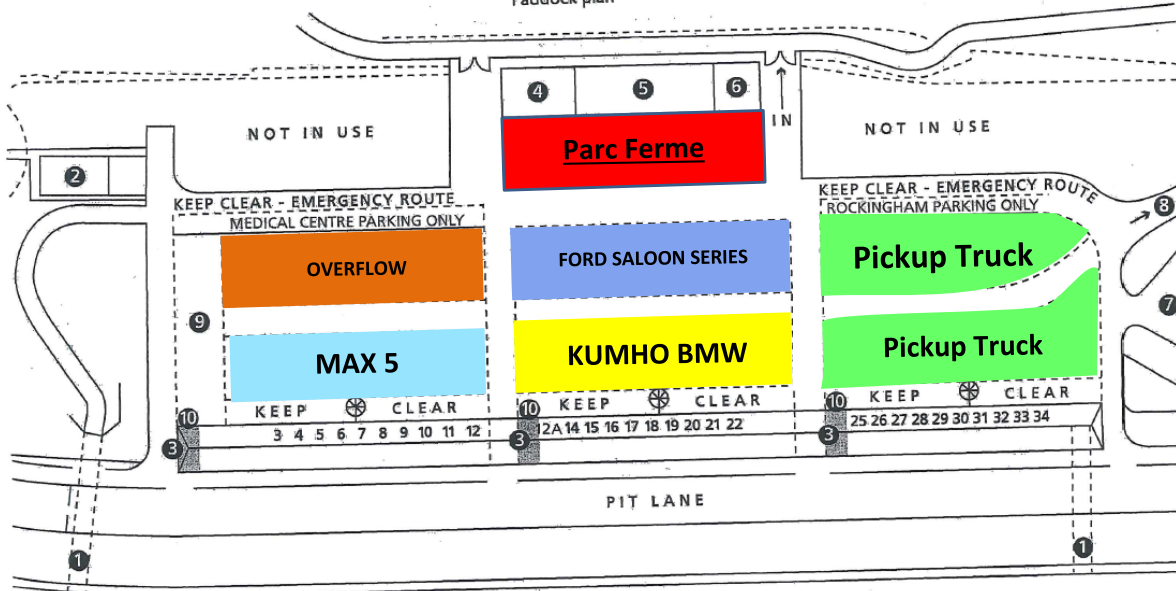 Paddock plan
4
5
6
IN
NOT IN USE
NOT IN USE
Parc Ferme
2
KEEP CLEAR - EMERGENCY ROUTE
MEDICAL CENTRE PARKING ONLY
KEEP CLEAR - EMERGENCY ROUTE
ROCKINGHAM PARKING ONLY
8
OVERFLOW
FORD SALOON SERIES
Pickup Truck
9
7
MAX 5
KUMHO BMW
Pickup Truck
10
KEEP CLEAR
10
KEEP CLEAR
10
KEEP CLEAR
3 4 5 6 7 8 9 10 11 12
12A 14 15 16 17 18 19 20 21 22
25 26 27 28 29 30 31 32 33 34
3
3
3
PIT LANE
1
1